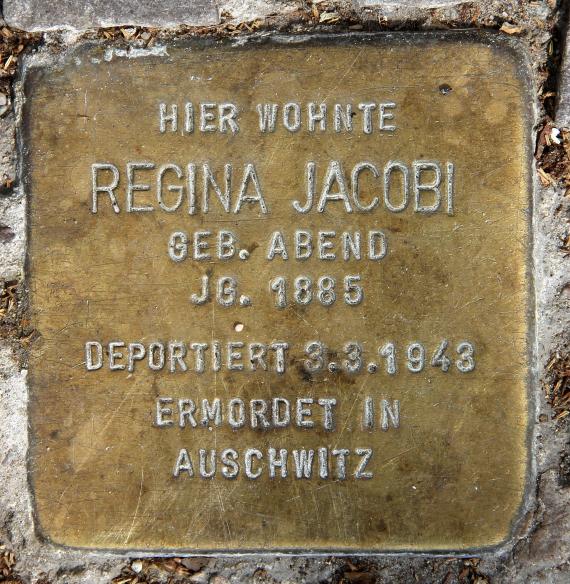 HIER WOHNTE
REGINA JACOBI
GEB. ABEND
JG. 1885
DEPORTIERT 3.3.1943
ERMORDET IN
AUSCHWITZ